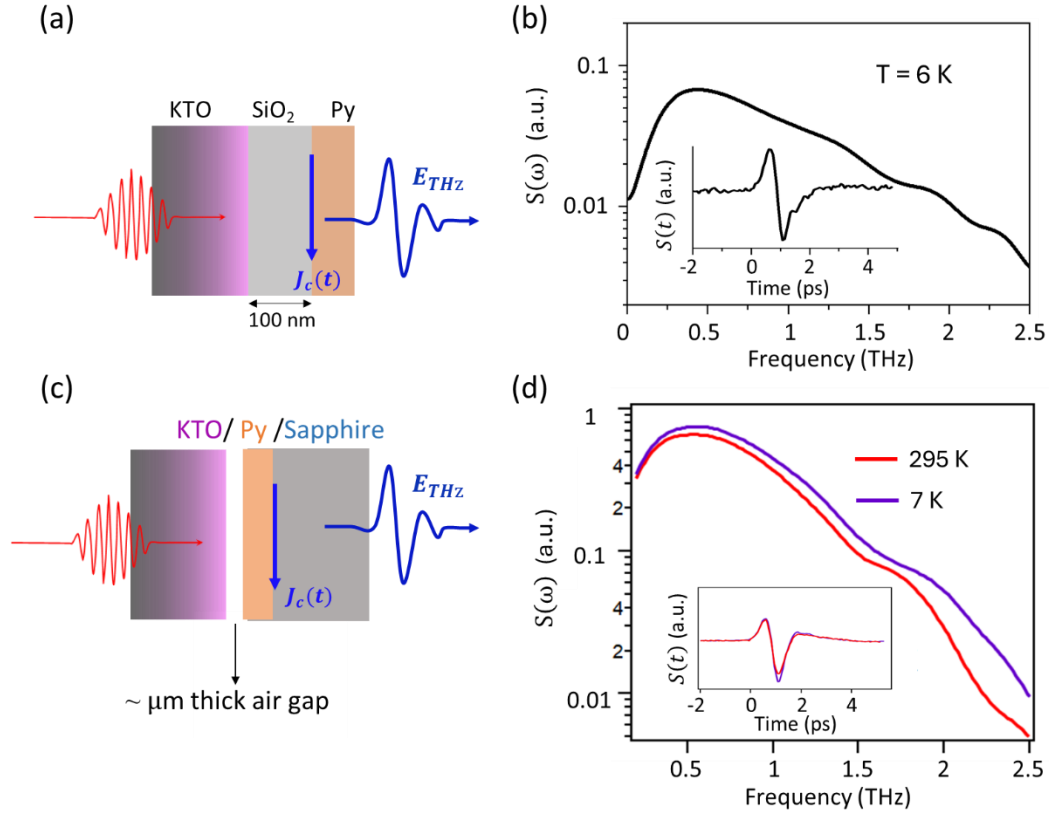 (a)
KTO SiO₂ Py
E_THz
J_c(t)
100 nm
(b)
T = 6 K
S(ω) (a.u.)
0.1
0.01
S(t) (a.u.)
-2 0 2 4
Time (ps)
0 0.5 1 1.5 2 2.5
Frequency (THz)
(c)
KTO/ Py /Sapphire
E_THz
J_c(t)
~ μm thick air gap
(d)
S(ω) (a.u.)
1
4
2
0.1
4
2
0.01
295 K
7 K
S(t) (a.u.)
-2 0 2 4
Time (ps)
0.5 1.0 1.5 2.0 2.5
Frequency (THz)